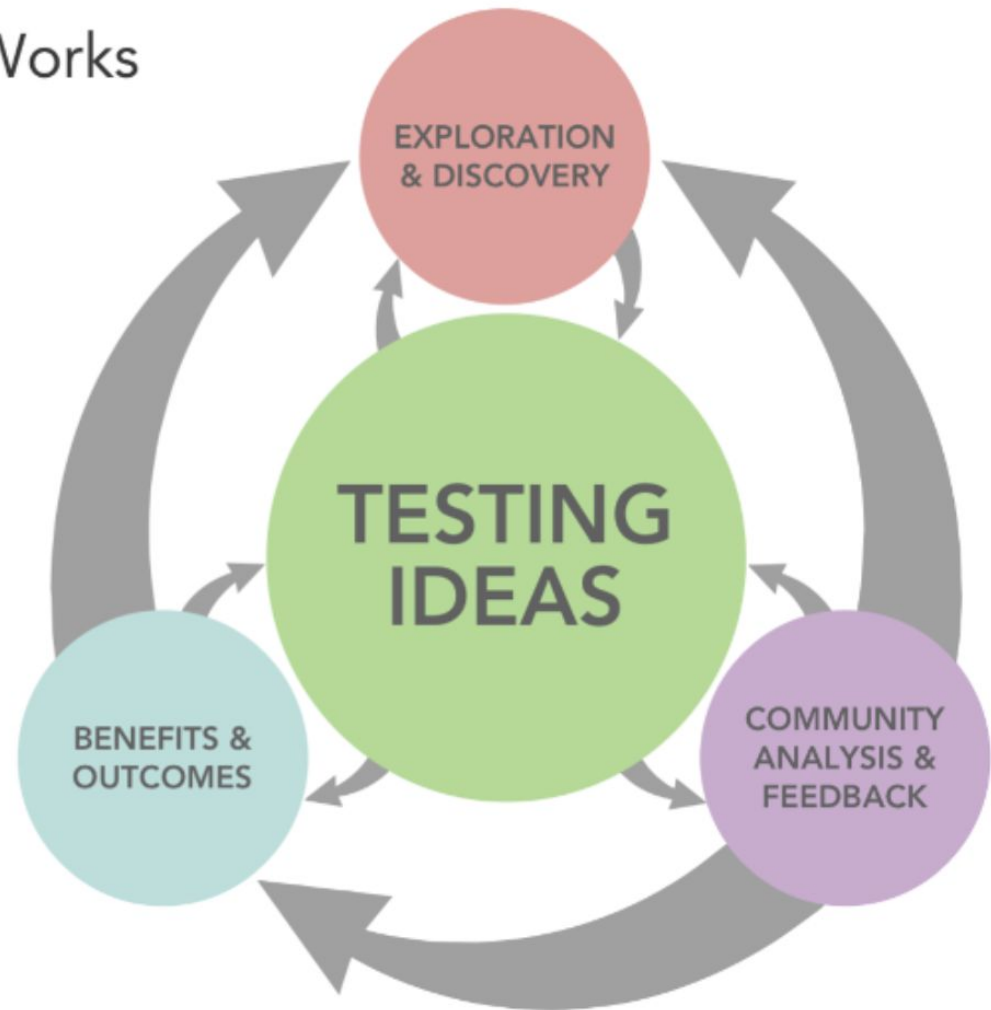 Works
EXPLORATION
& DISCOVERY
TESTING
IDEAS
BENEFITS &
OUTCOMES
COMMUNITY
ANALYSIS &
FEEDBACK